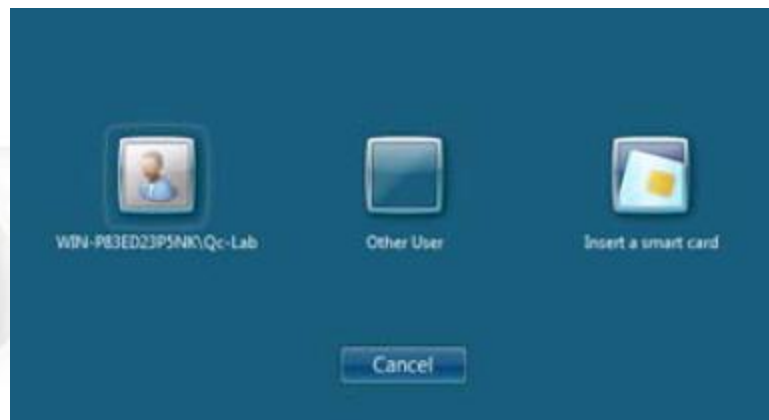 WIN-P83ED23P5NK\Qc-Lab
Other User
Insert a smart card
Cancel